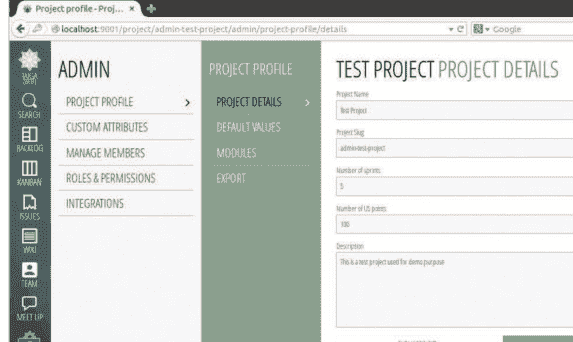 Project profile - Proj... ×
localhost:9001/project/admin-test-project/admin/project-profile/details
Google
TAIGA
SEARCH
BACKLOG
KANBAN
ISSUES
WIKI
TEAM
MEET UP
ADMIN
PROJECT PROFILE
CUSTOM ATTRIBUTES
MANAGE MEMBERS
ROLES & PERMISSIONS
INTEGRATIONS
PROJECT PROFILE
PROJECT DETAILS
DEFAULT VALUES
MODULES
EXPORT
TEST PROJECT PROJECT DETAILS
Project Name
Test Project
Project Slug
admin-test-project
Number of sprints
5
Number of US points
100
Description
This is a test project used for demo purpose